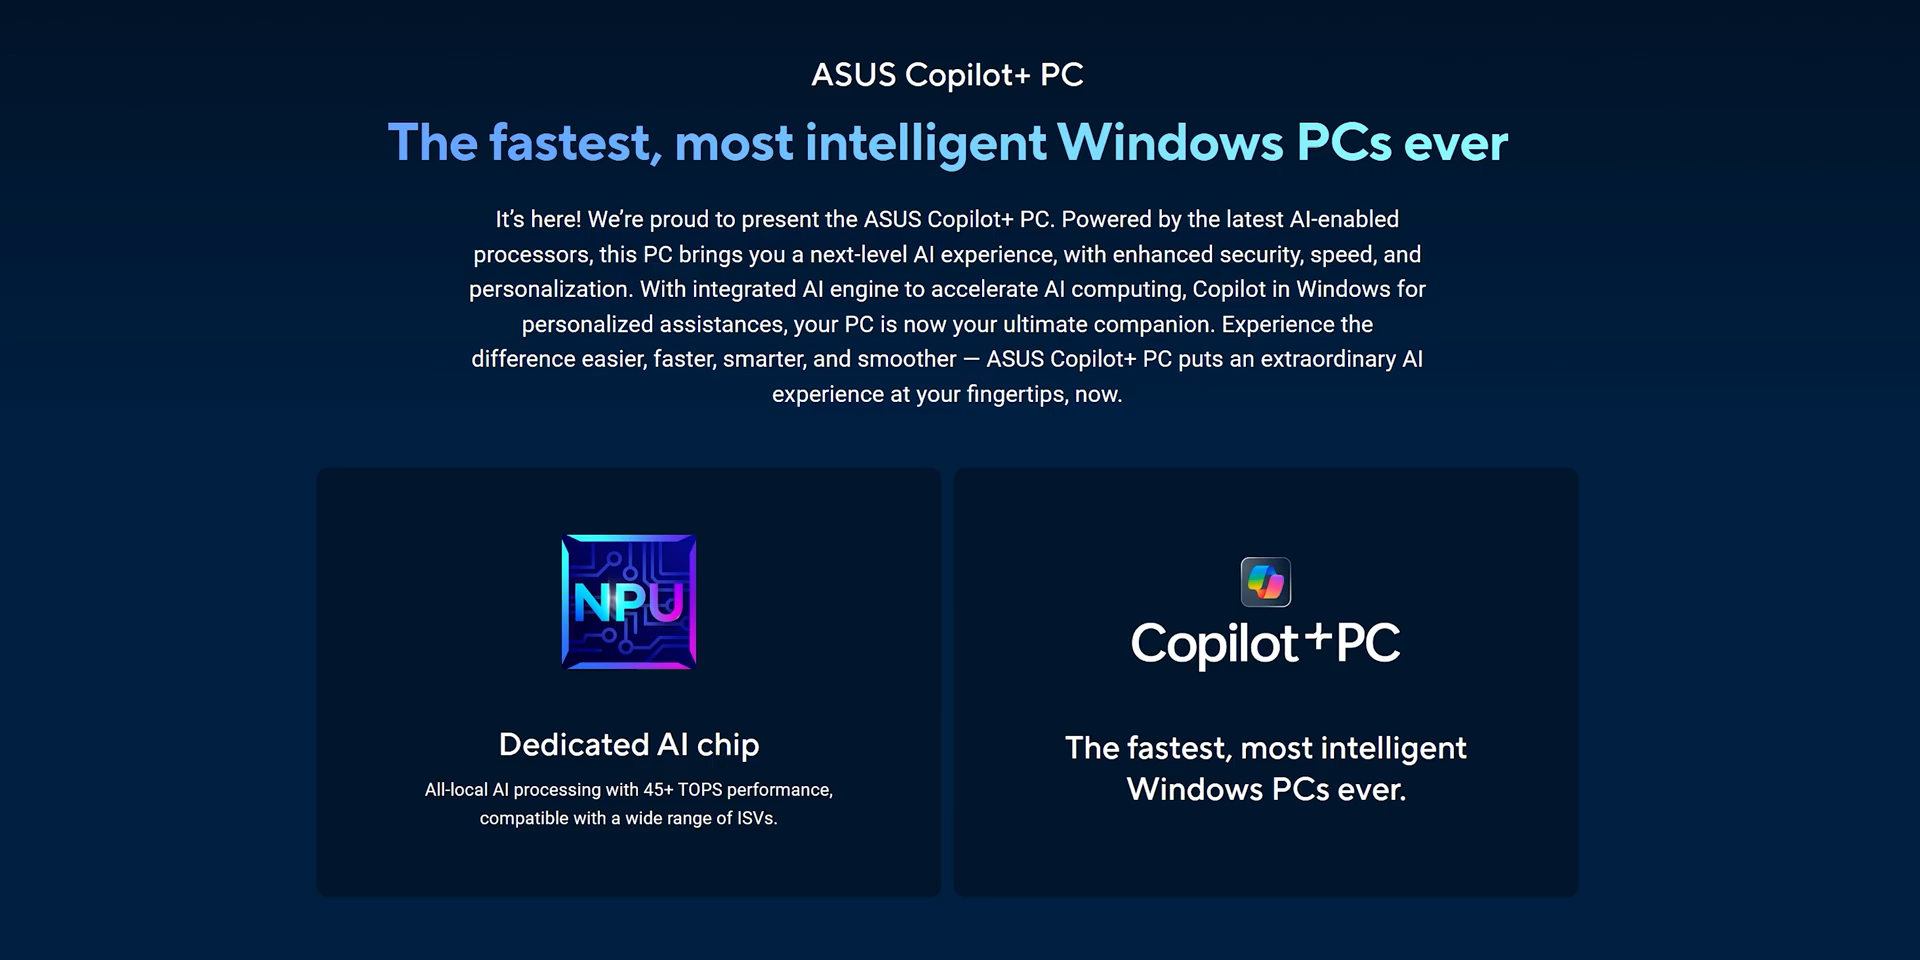 ASUS Copilot+ PC
The fastest, most intelligent Windows PCs ever
It's here! We're proud to present the ASUS Copilot+ PC. Powered by the latest AI-enabled
processors, this PC brings you a next-level AI experience, with enhanced security, speed, and
personalization. With integrated AI engine to accelerate AI computing, Copilot in Windows for
personalized assistances, your PC is now your ultimate companion. Experience the
difference easier, faster, smarter, and smoother — ASUS Copilot+ PC puts an extraordinary AI
experience at your fingertips, now.
NPU
Dedicated AI chip
All-local AI processing with 45+ TOPS performance,
compatible with a wide range of ISVs.
Copilot+PC
The fastest, most intelligent
Windows PCs ever.